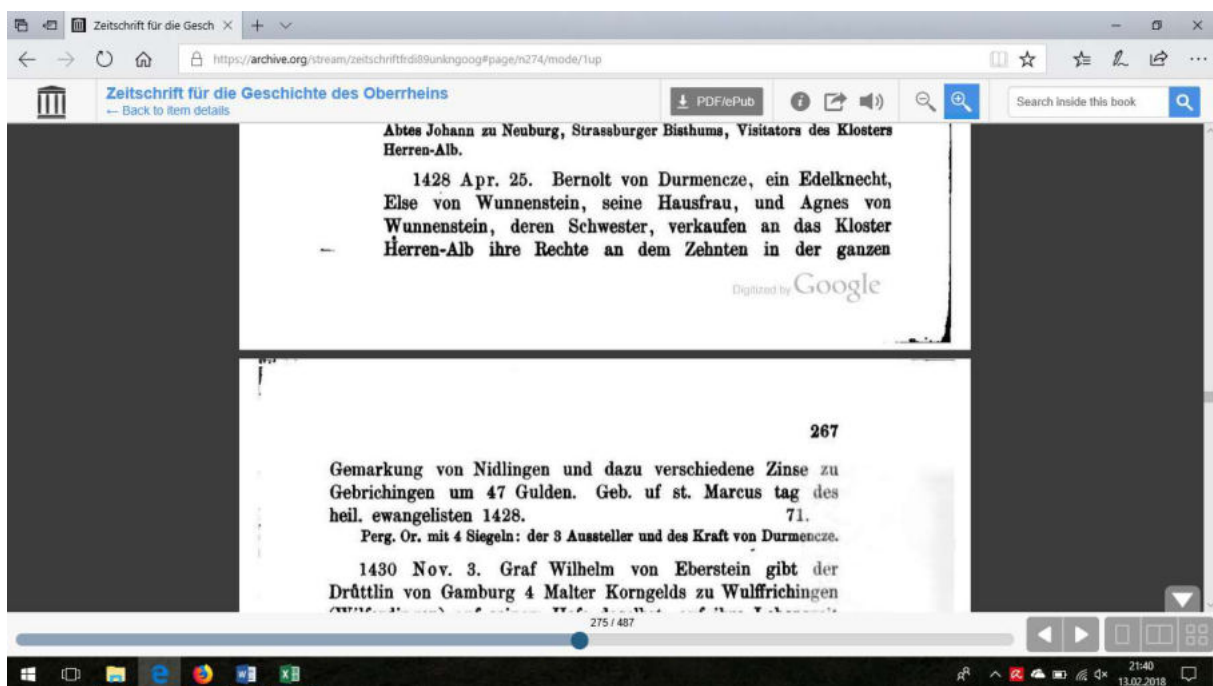 Zeitschrift für die Gesch
https://archive.org/stream/zeitschriftfrdi89unkngoog#page/n274/mode/1up
Zeitschrift für die Geschichte des Oberrheins
← Back to item details
PDF/ePub
Search inside this book
Abtes Johann zu Neuburg, Strassburger Bisthums, Visitators des Klosters
Herren-Alb.
1428 Apr. 25. Bernolt von Durmencze, ein Edelknecht,
Else von Wunnenstein, seine Hausfrau, und Agnes von
Wunnenstein, deren Schwester, verkaufen an das Kloster
Herren-Alb ihre Rechte an dem Zehnten in der ganzen
Digitized by Google
267
Gemarkung von Nidlingen und dazu verschiedene Zinse zu
Gebrichingen um 47 Gulden. Geb. uf st. Marcus tag des
heil. ewangelisten 1428. 71.
Perg. Or. mit 4 Siegeln: der 3 Aussteller und des Kraft von Durmencze.
1430 Nov. 3. Graf Wilhelm von Eberstein gibt der
Drůttlin von Gamburg 4 Malter Korngelds zu Wulffrichingen
275 / 487
21:40
13.02.2018